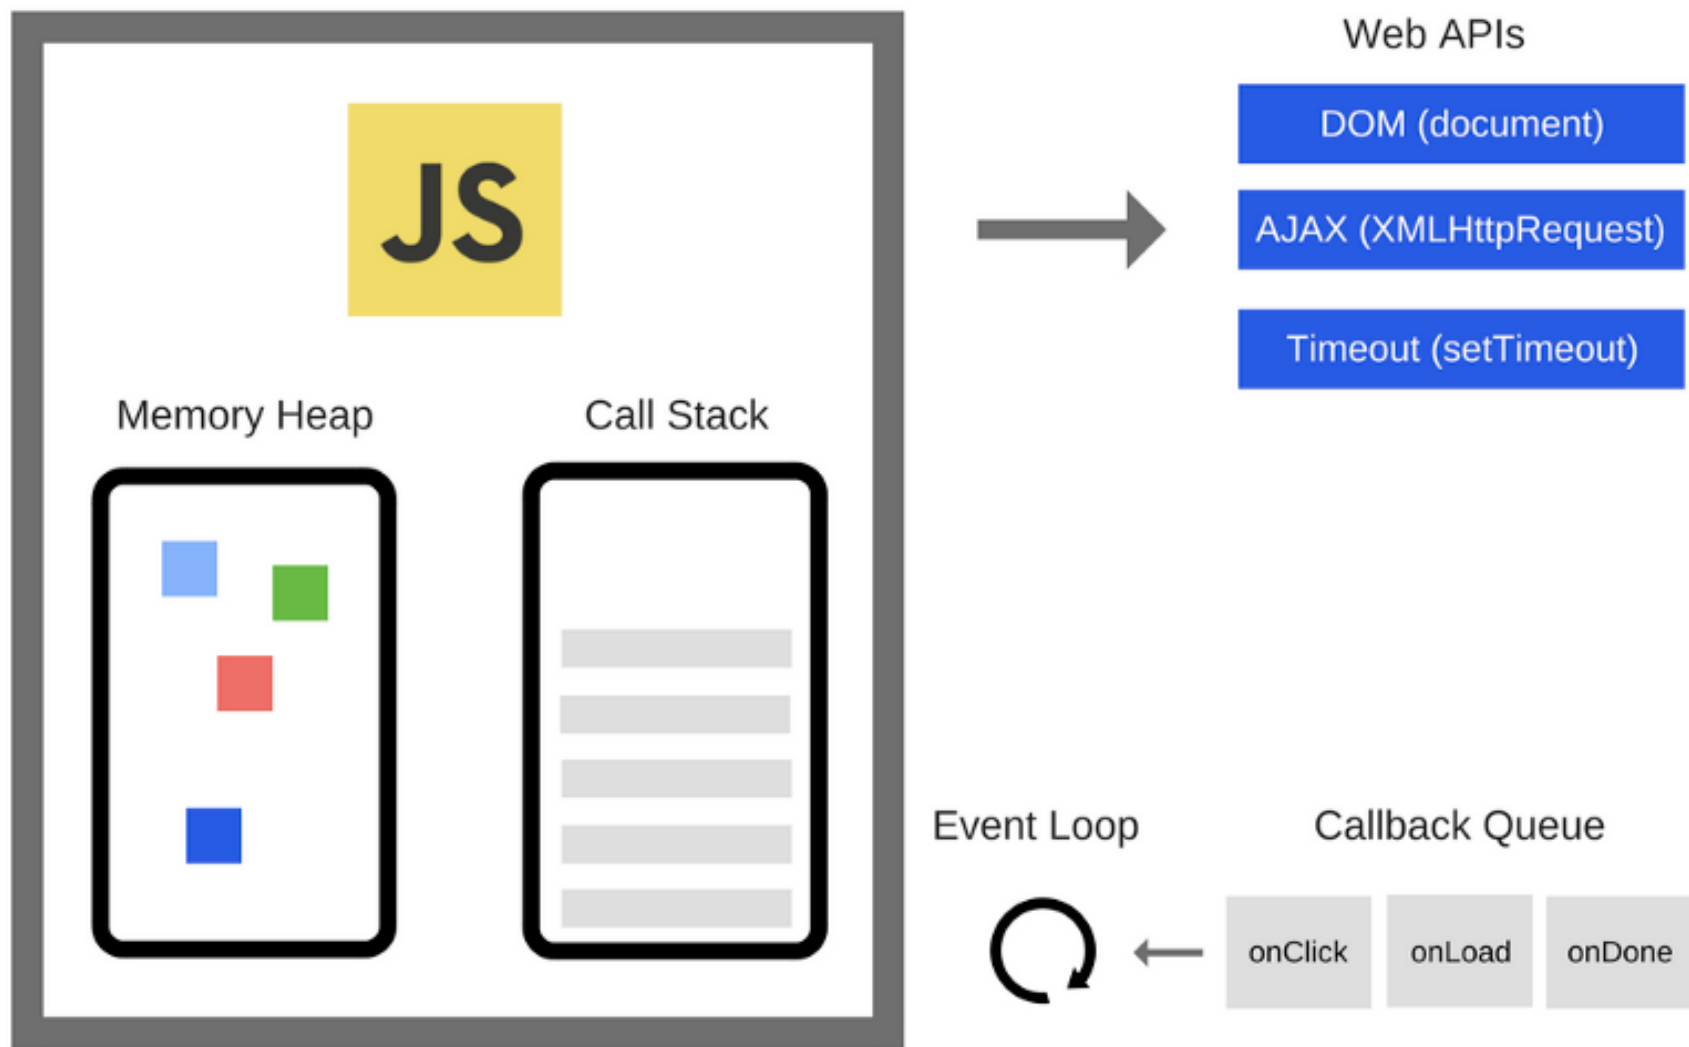 Web APIs
DOM (document)
JS
AJAX (XMLHttpRequest)
Timeout (setTimeout)
Memory Heap
Call Stack
Event Loop
Callback Queue
onClick
onLoad
onDone